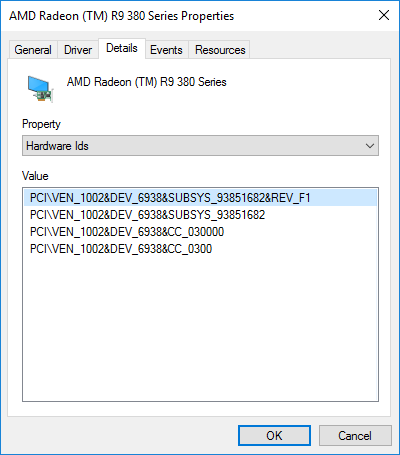 AMD Radeon (TM) R9 380 Series Properties
General Driver Details Events Resources
AMD Radeon (TM) R9 380 Series
Property
Hardware Ids
Value
PCI\VEN_1002&DEV_6938&SUBSYS_93851682&REV_F1
PCI\VEN_1002&DEV_6938&SUBSYS_93851682
PCI\VEN_1002&DEV_6938&CC_030000
PCI\VEN_1002&DEV_6938&CC_0300
OK Cancel